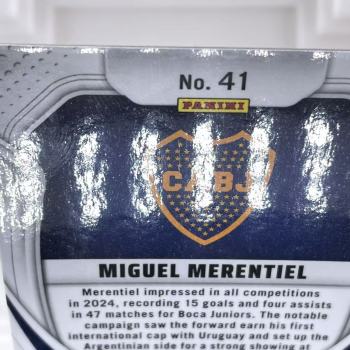 No. 41
PANINI
CABJ
MIGUEL MERENTIEL
Merentiel impressed in all competitions
in 2024, recording 15 goals and four assists
in 47 matches for Boca Juniors. The notable
campaign saw the forward earn his first
international cap with Uruguay and set up the
Argentinian side for a strong showing at